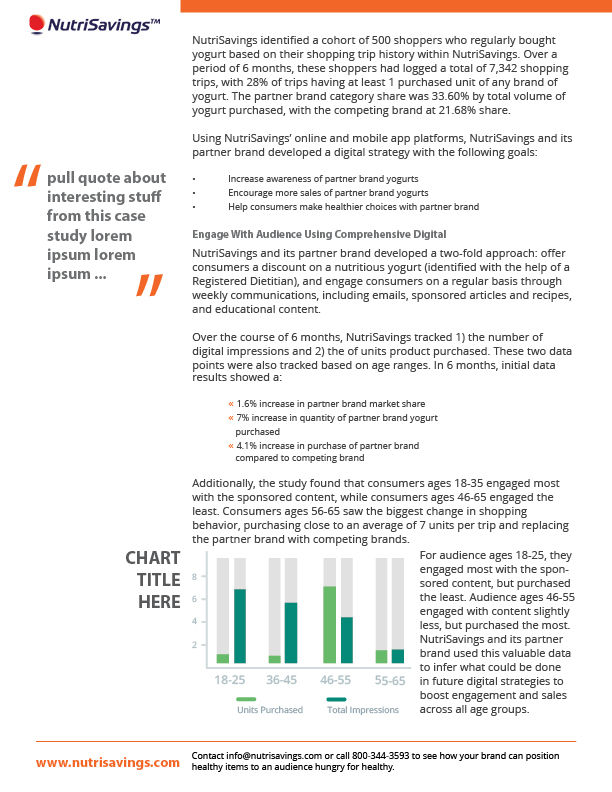 NutriSavings™
NutriSavings identified a cohort of 500 shoppers who regularly bought
yogurt based on their shopping trip history within NutriSavings. Over a
period of 6 months, these shoppers had logged a total of 7,342 shopping
trips, with 28% of trips having at least 1 purchased unit of any brand of
yogurt. The partner brand category share was 33.60% by total volume of
yogurt purchased, with the competing brand at 21.68% share.
Using NutriSavings' online and mobile app platforms, NutriSavings and its
partner brand developed a digital strategy with the following goals:
• Increase awareness of partner brand yogurts
• Encourage more sales of partner brand yogurts
• Help consumers make healthier choices with partner brand
“
pull quote about
interesting stuff
from this case
study lorem
ipsum lorem
ipsum ...
”
Engage With Audience Using Comprehensive Digital
NutriSavings and its partner brand developed a two-fold approach: offer
consumers a discount on a nutritious yogurt (identified with the help of a
Registered Dietitian), and engage consumers on a regular basis through
weekly communications, including emails, sponsored articles and recipes,
and educational content.
Over the course of 6 months, NutriSavings tracked 1) the number of
digital impressions and 2) the of units product purchased. These two data
points were also tracked based on age ranges. In 6 months, initial data
results showed a:
« 1.6% increase in partner brand market share
« 7% increase in quantity of partner brand yogurt
purchased
« 4.1% increase in purchase of partner brand
compared to competing brand
Additionally, the study found that consumers ages 18-35 engaged most
with the sponsored content, while consumers ages 46-65 engaged the
least. Consumers ages 56-65 saw the biggest change in shopping
behavior, purchasing close to an average of 7 units per trip and replacing
the partner brand with competing brands.
CHART
TITLE
HERE
8
6
4
2
18-25 36-45 46-55 55-65
Units Purchased Total Impressions
For audience ages 18-25, they
engaged most with the spon-
sored content, but purchased
the least. Audience ages 46-55
engaged with content slightly
less, but purchased the most.
NutriSavings and its partner
brand used this valuable data
to infer what could be done
in future digital strategies to
boost engagement and sales
across all age groups.
www.nutrisavings.com
Contact info@nutrisavings.com or call 800-344-3593 to see how your brand can position
healthy items to an audience hungry for healthy.